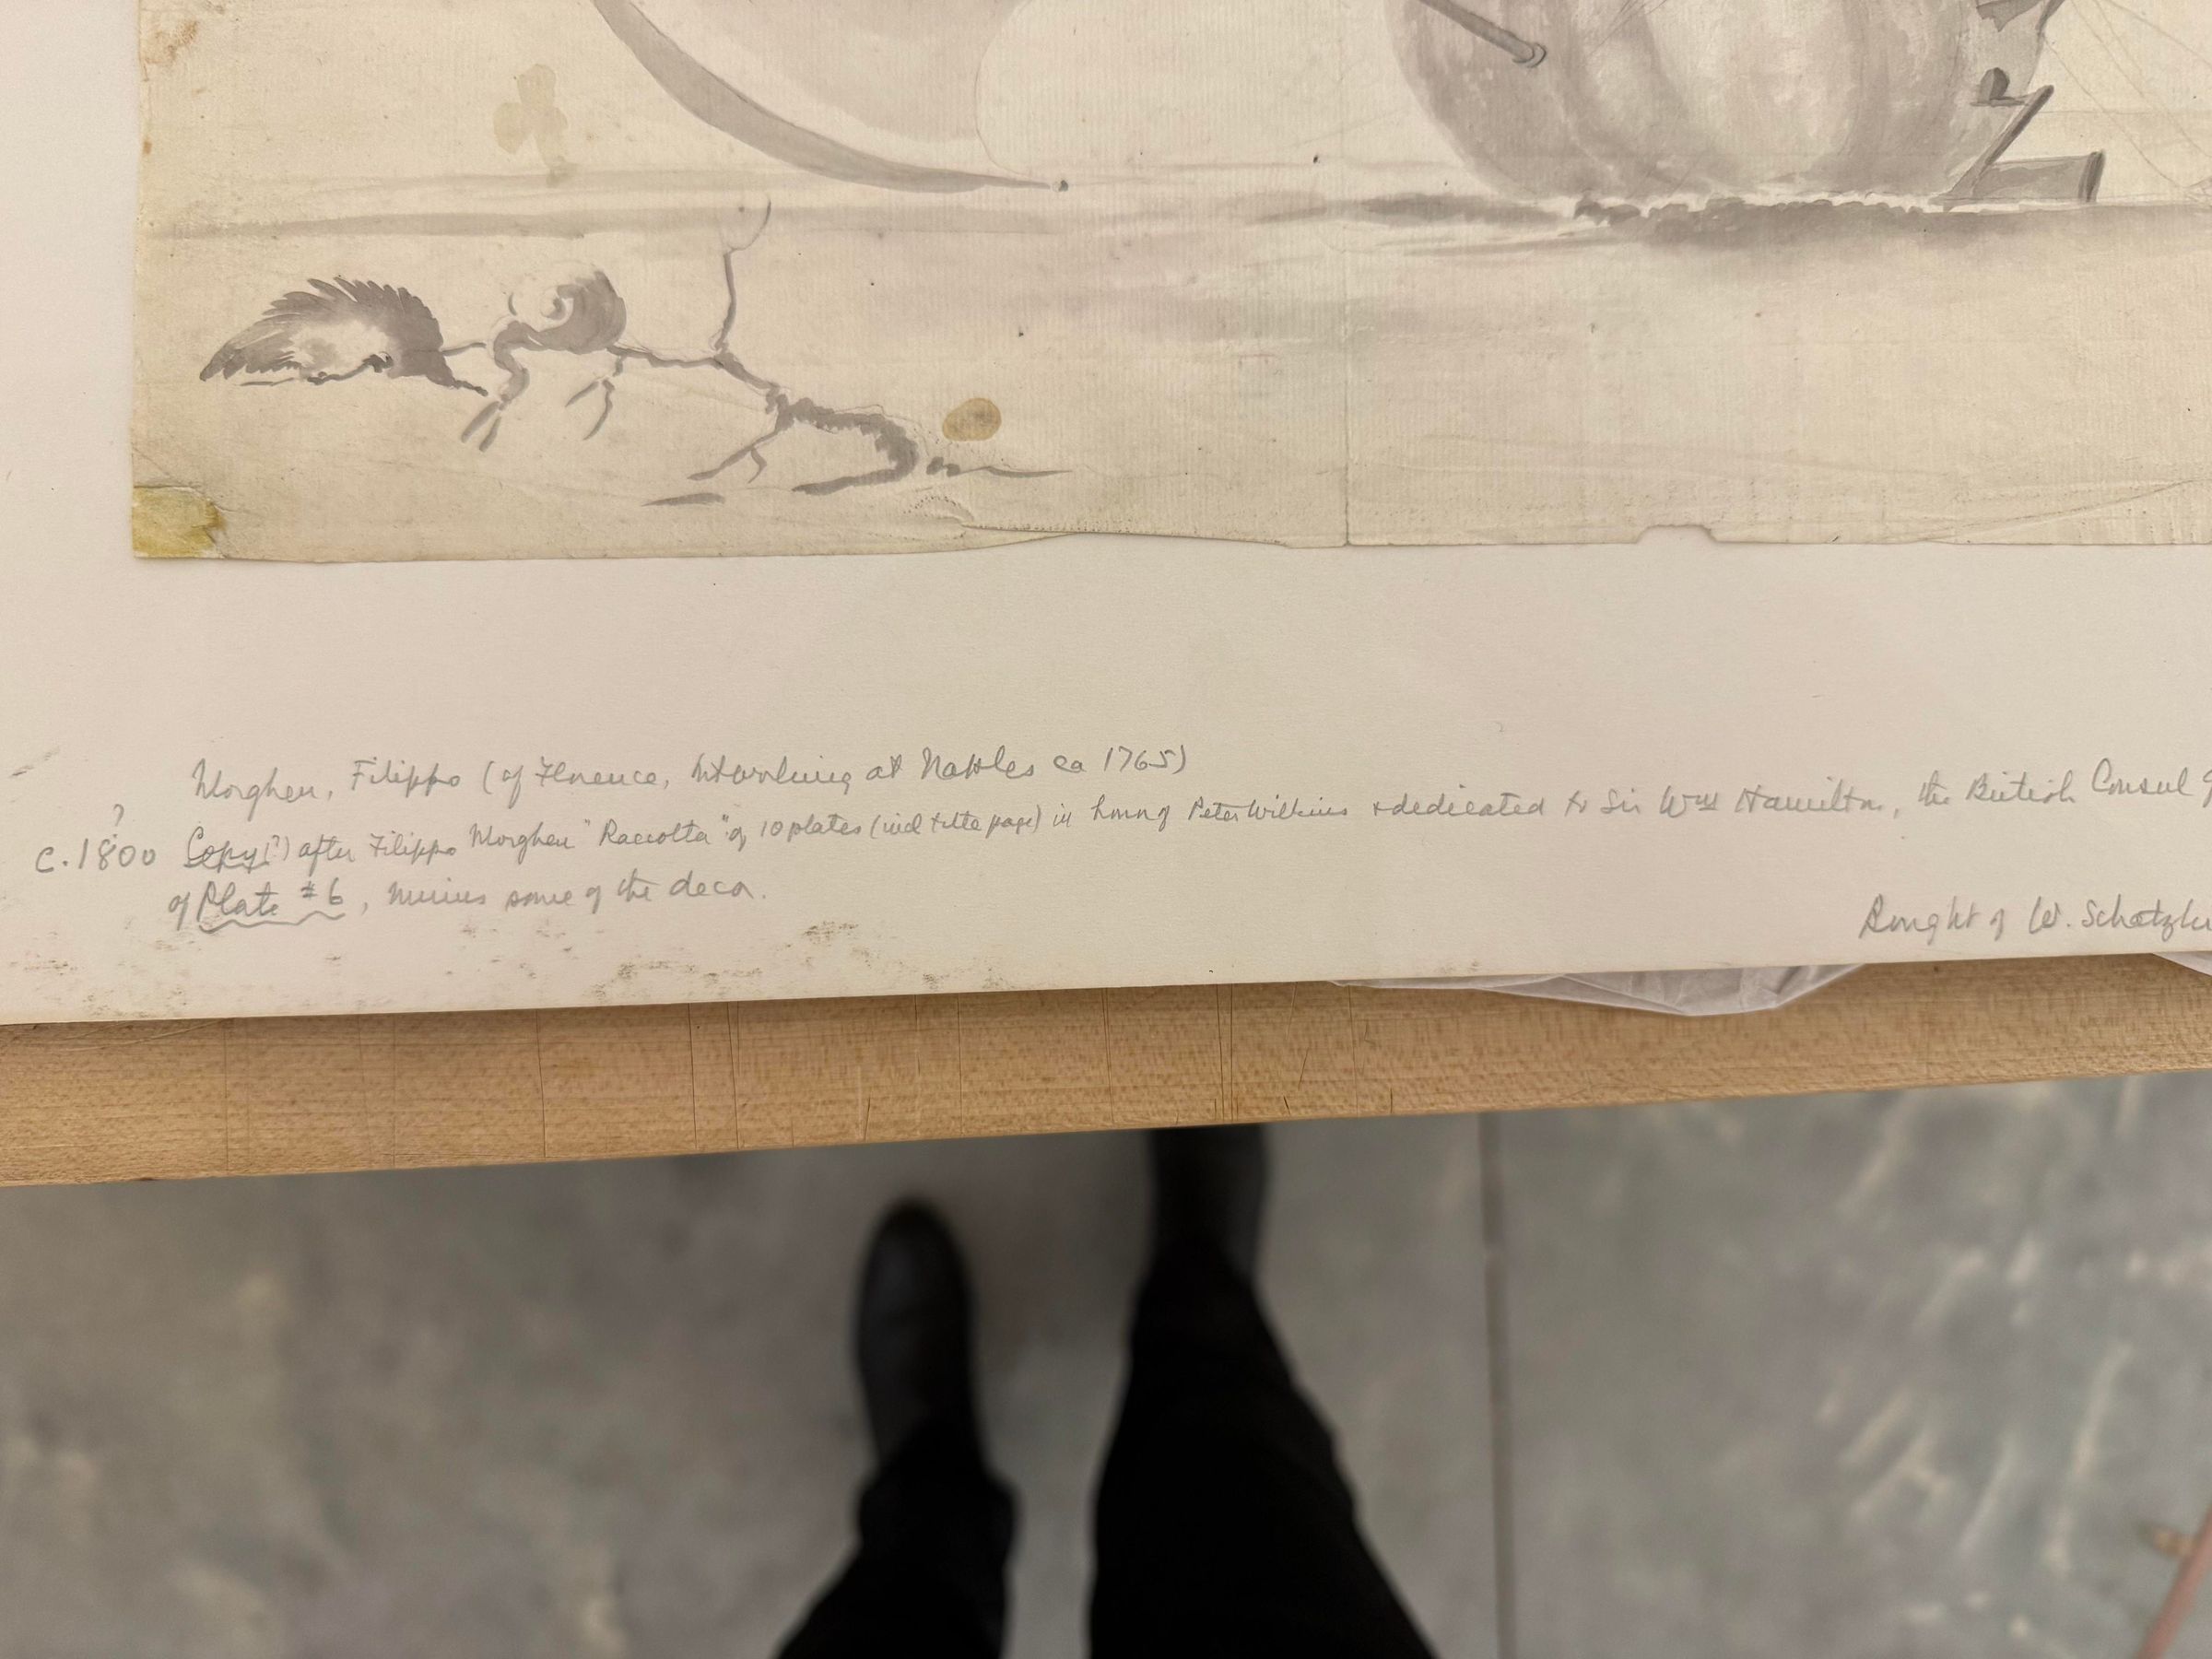 Morghen, Filippo (of Florence, working at Naples ca 1765)
?
c. 1800 Copy(?) after Filippo Morghen "Raccolta" of 10 plates (incl title page) in honor of Peter Wilkins + dedicated to Sir Wm Hamilton, the British Consul
of Plate #6, minus some of the decor.
Bought of W. Schatzki